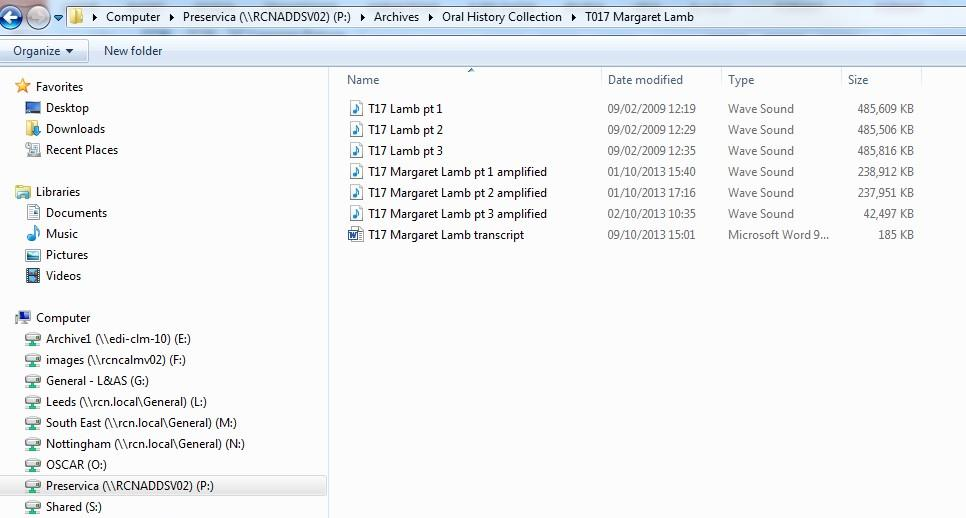 Computer Preservica (\\RCNADDSV02) (P:) Archives Oral History Collection T017 Margaret Lamb
Organize New folder
Favorites
Desktop
Downloads
Recent Places
Libraries
Documents
Music
Pictures
Videos
Computer
Archive1 (\\edi-clm-10) (E:)
images (\\rcncalmv02) (F:)
General - L&AS (G:)
Leeds (\\rcn.local\General) (L:)
South East (\\rcn.local\General) (M:)
Nottingham (\\rcn.local\General) (N:)
OSCAR (O:)
Preservica (\\RCNADDSV02) (P:)
Shared (S:)
Name Date modified Type Size
T17 Lamb pt 1 09/02/2009 12:19 Wave Sound 485,609 KB
T17 Lamb pt 2 09/02/2009 12:29 Wave Sound 485,506 KB
T17 Lamb pt 3 09/02/2009 12:35 Wave Sound 485,816 KB
T17 Margaret Lamb pt 1 amplified 01/10/2013 15:40 Wave Sound 238,912 KB
T17 Margaret Lamb pt 2 amplified 01/10/2013 17:16 Wave Sound 237,951 KB
T17 Margaret Lamb pt 3 amplified 02/10/2013 10:35 Wave Sound 42,497 KB
T17 Margaret Lamb transcript 09/10/2013 15:01 Microsoft Word 9... 185 KB